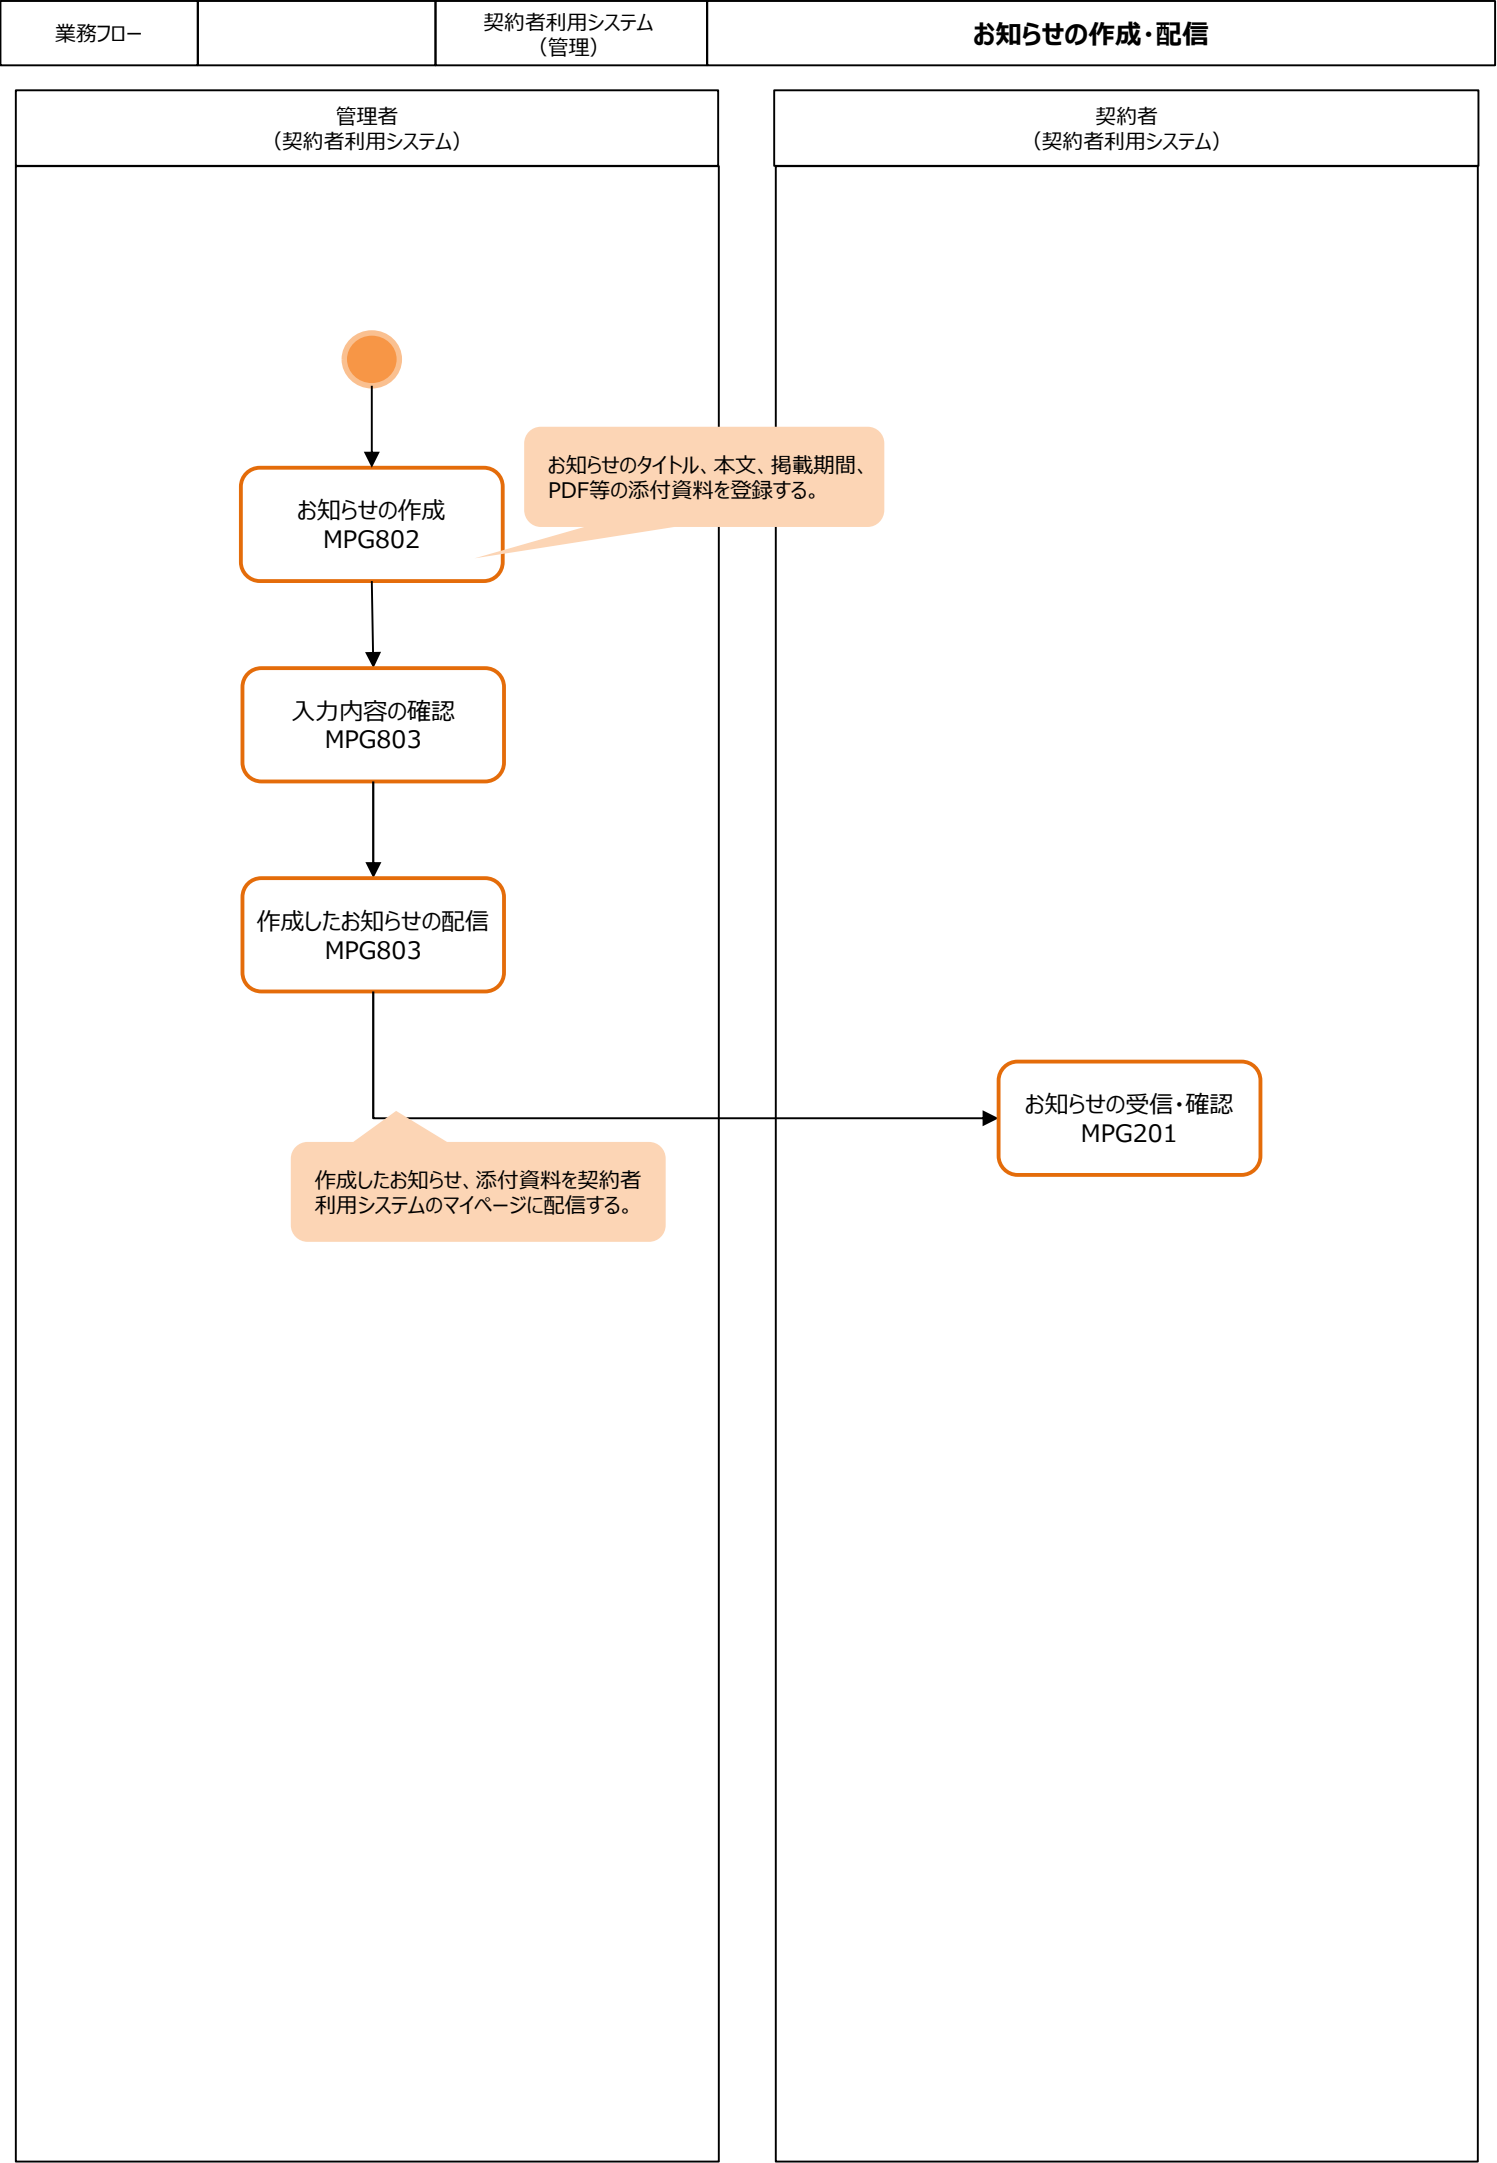 業務フロー
契約者利用システム
（管理）
お知らせの作成・配信
管理者
（契約者利用システム）
契約者
（契約者利用システム）
お知らせのタイトル、本文、掲載期間、
PDF等の添付資料を登録する。
お知らせの作成
MPG802
入力内容の確認
MPG803
作成したお知らせの配信
MPG803
お知らせの受信・確認
MPG201
作成したお知らせ、添付資料を契約者
利用システムのマイページに配信する。